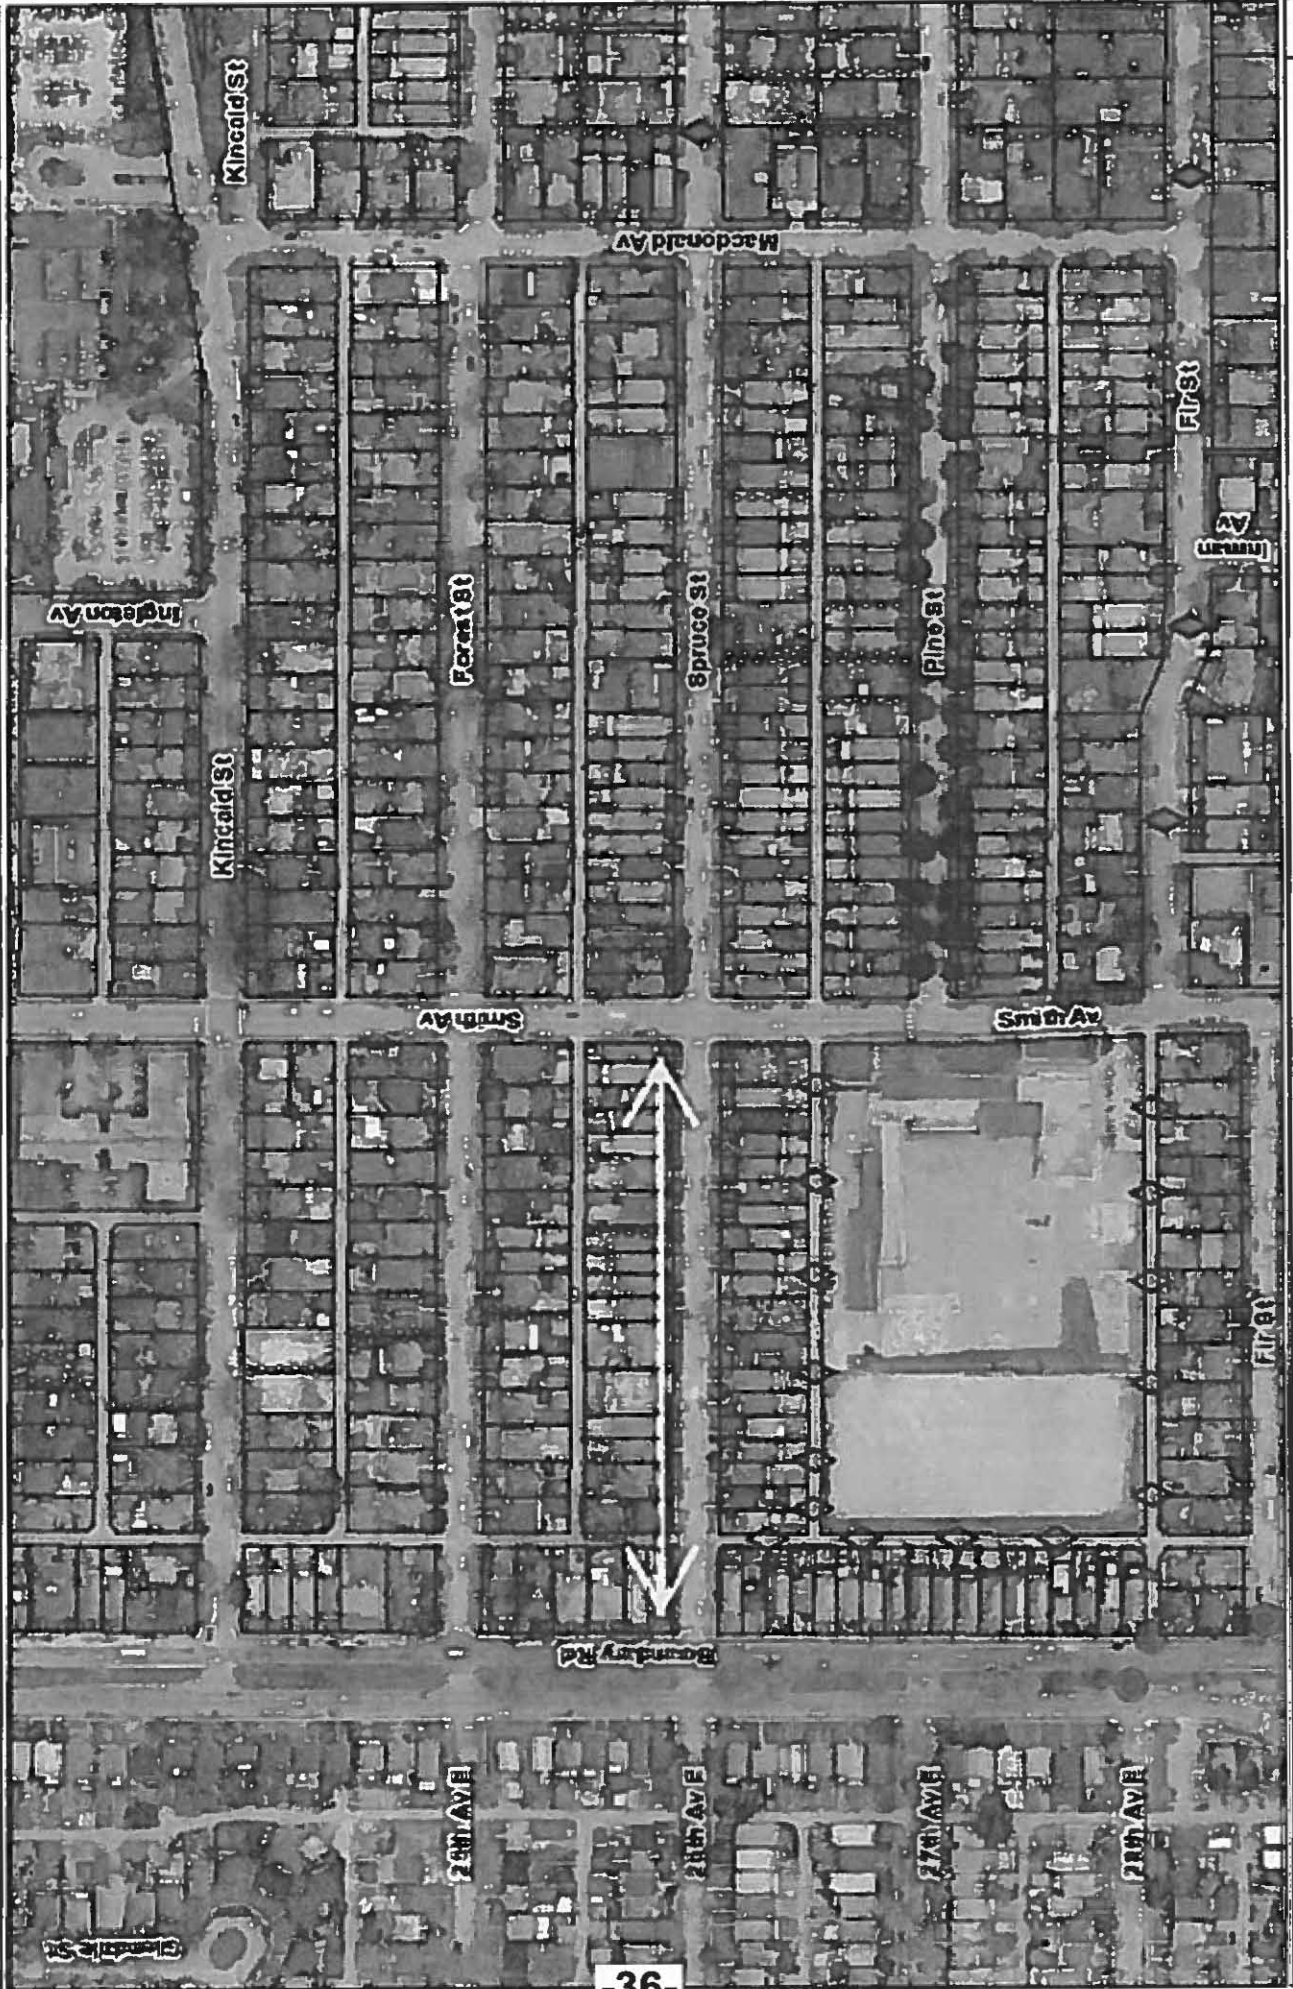 Kincaid St
Macdonald Av
Fir St
Inman
Av
Ingleton Av
Forest St
Spruce St
Pine St
Kincaid St
Smith Av
Smith Av
Fir St
Boundary Rd
25th Av E
26th Av E
27th Av E
28th Av E
-36-